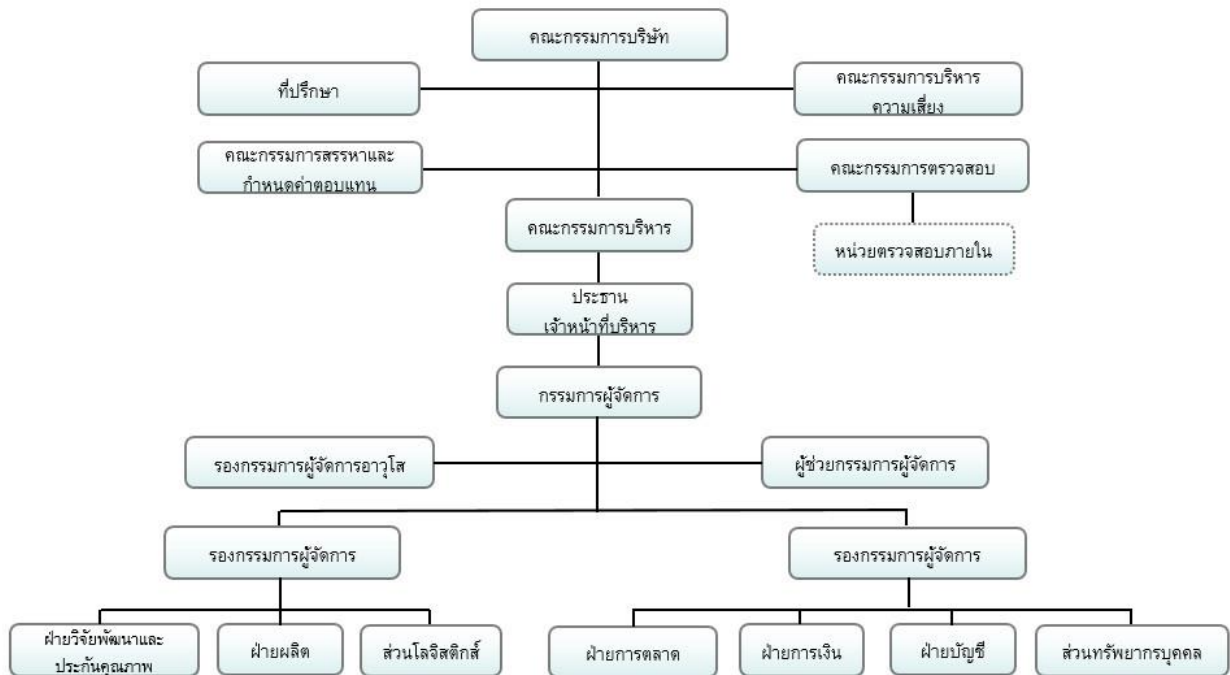 คณะกรรมการบริษัท
ที่ปรึกษา
คณะกรรมการบริหาร
ความเสี่ยง
คณะกรรมการสรรหาและ
กำหนดค่าตอบแทน
คณะกรรมการตรวจสอบ
คณะกรรมการบริหาร
หน่วยตรวจสอบภายใน
ประธาน
เจ้าหน้าที่บริหาร
กรรมการผู้จัดการ
รองกรรมการผู้จัดการอาวุโส
ผู้ช่วยกรรมการผู้จัดการ
รองกรรมการผู้จัดการ
รองกรรมการผู้จัดการ
ฝ่ายวิจัยพัฒนาและ
ประกันคุณภาพ
ฝ่ายผลิต
ส่วนโลจิสติกส์
ฝ่ายการตลาด
ฝ่ายการเงิน
ฝ่ายบัญชี
ส่วนทรัพยากรบุคคล